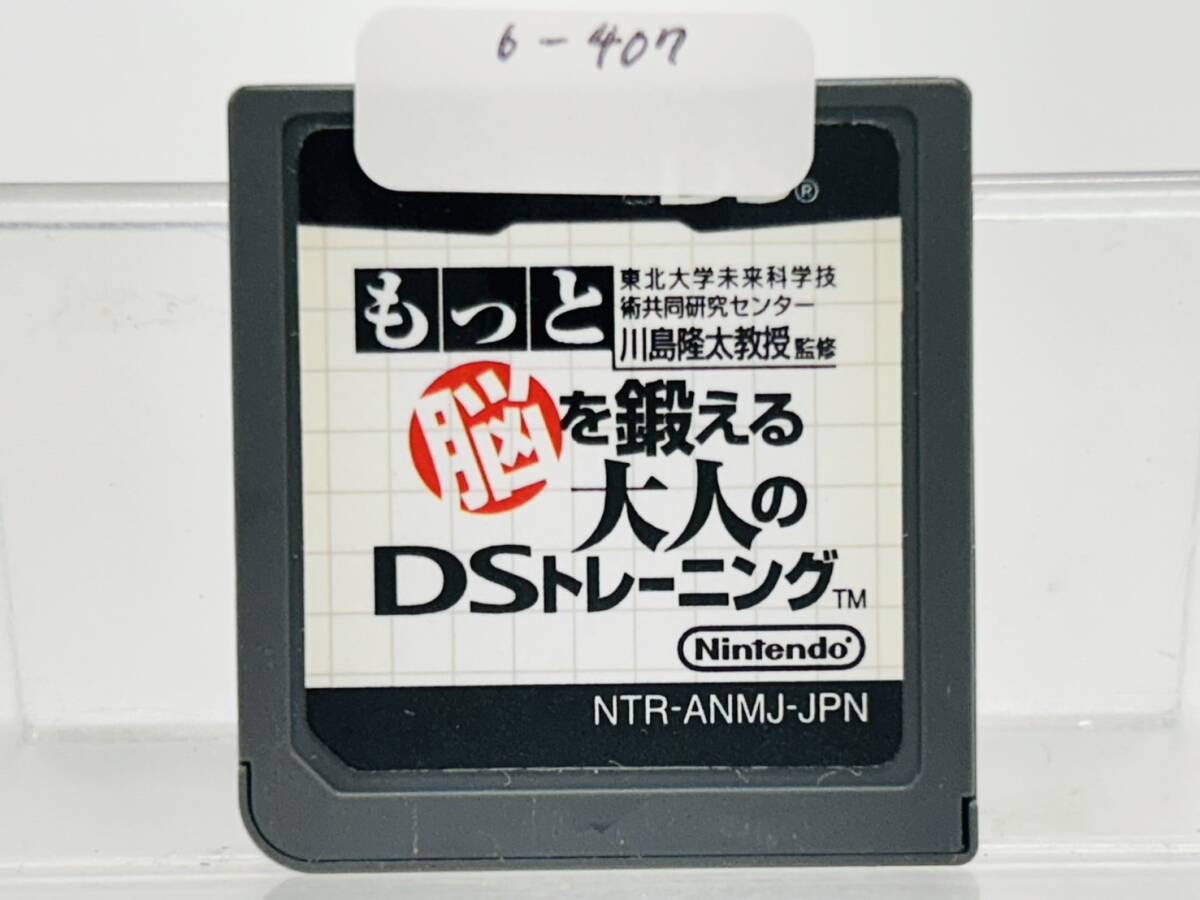 6-407
もっと
東北大学未来科学技
術共同研究センター
川島隆太教授監修
脳を鍛える
大人の
DSトレーニング™
Nintendo®
NTR-ANMJ-JPN